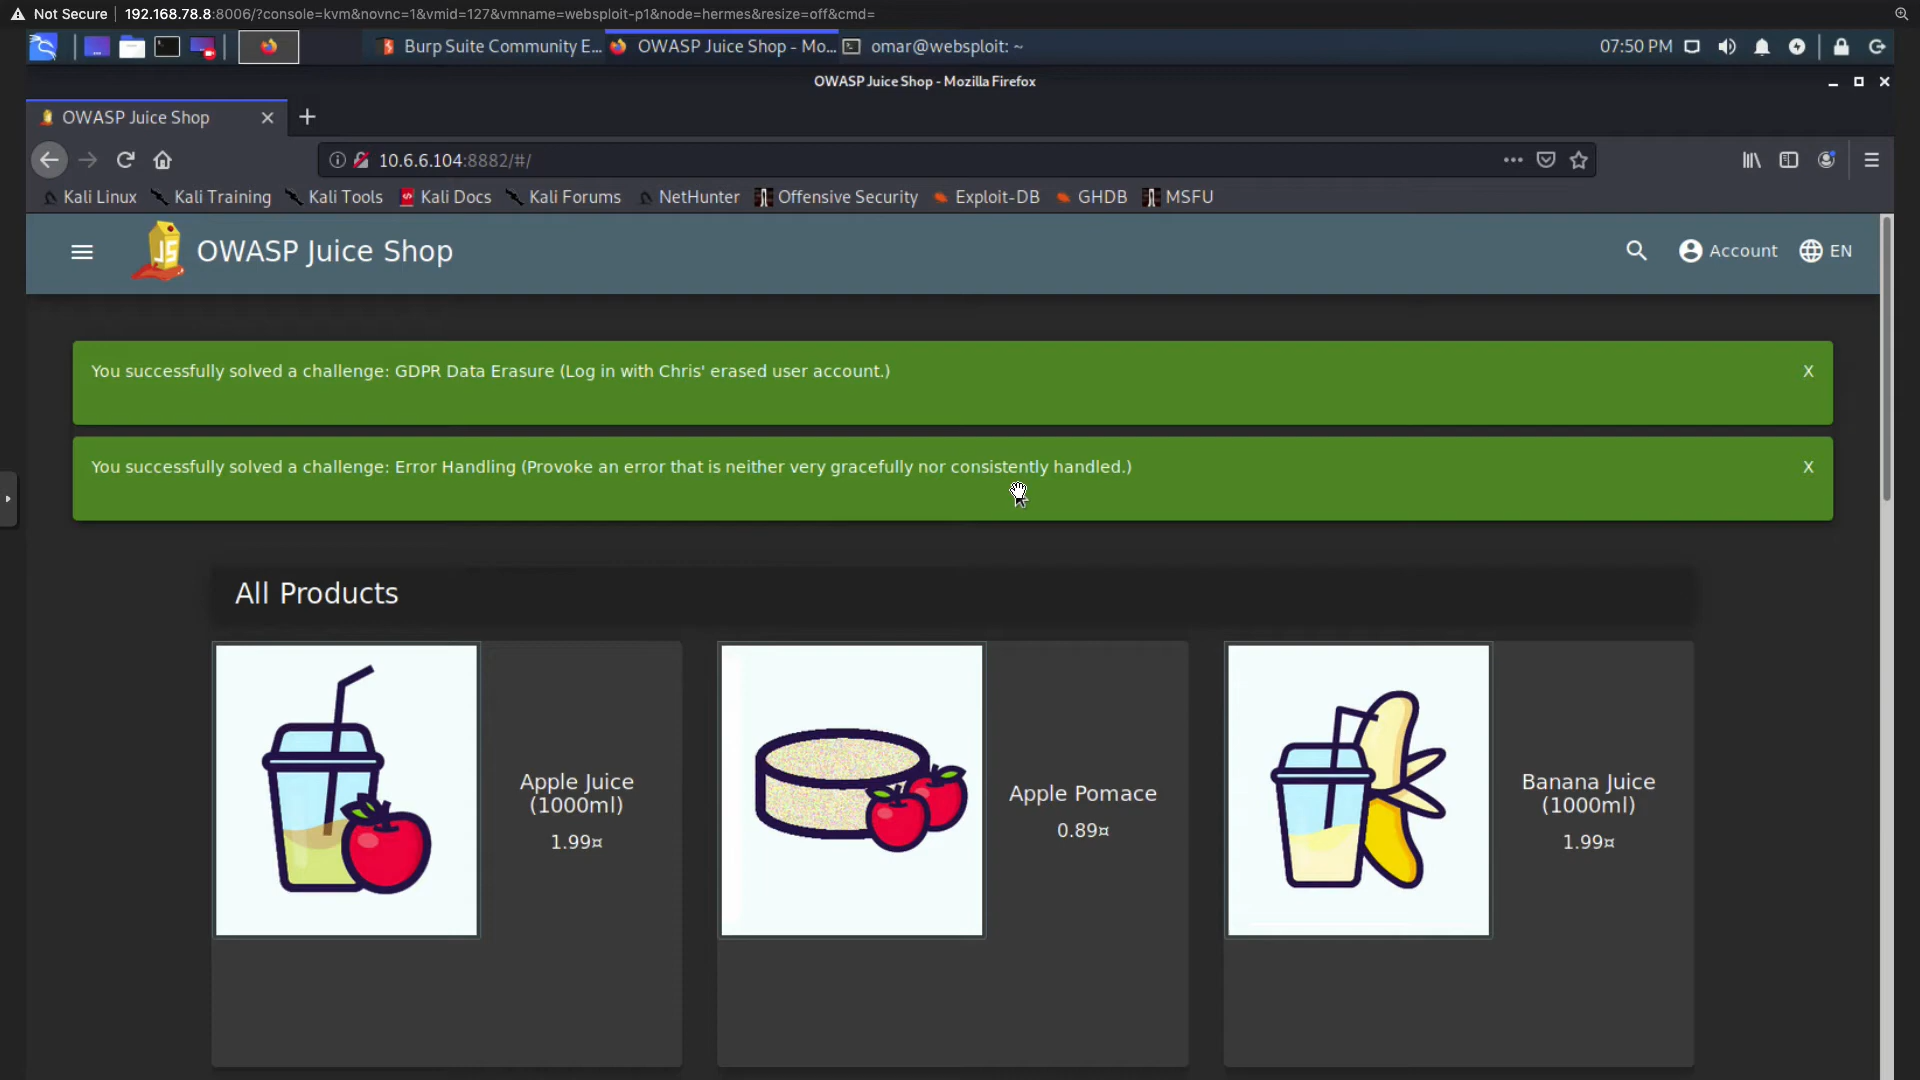 Not Secure 192.168.78.8:8006/?console=kvm&novnc=1&vmid=127&vmname=websploit-p1&node=hermes&resize=off&cmd=
Burp Suite Community E... OWASP Juice Shop - Mo... omar@websploit: ~ 07:50 PM
OWASP Juice Shop - Mozilla Firefox
OWASP Juice Shop
10.6.6.104:8882/#/
Kali Linux Kali Training Kali Tools Kali Docs Kali Forums NetHunter Offensive Security Exploit-DB GHDB MSFU
JS OWASP Juice Shop Account EN
You successfully solved a challenge: GDPR Data Erasure (Log in with Chris' erased user account.) X
You successfully solved a challenge: Error Handling (Provoke an error that is neither very gracefully nor consistently handled.) X
All Products
Apple Juice
(1000ml)
1.99¤
Apple Pomace
0.89¤
Banana Juice
(1000ml)
1.99¤